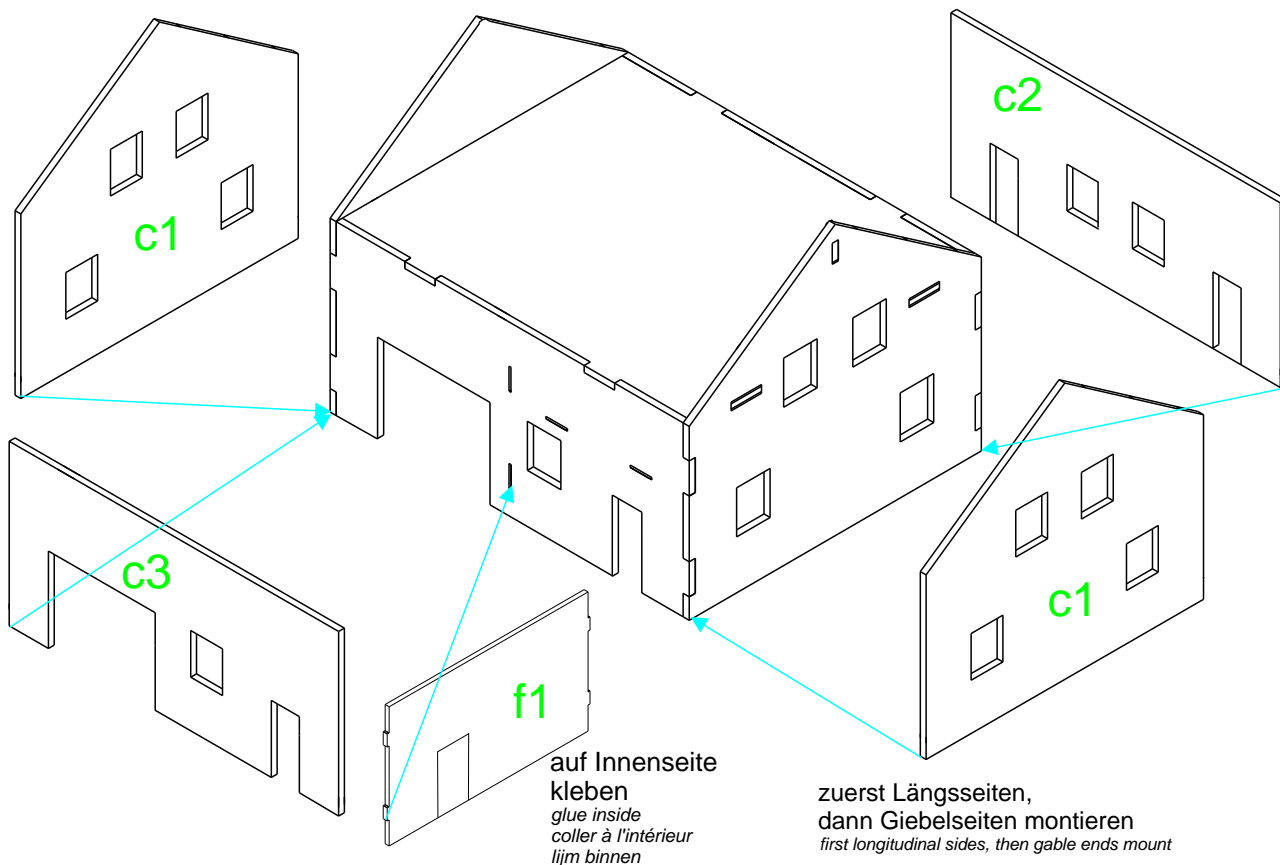 c1
c2
c3
f1
c1
auf Innenseite
kleben
glue inside
coller à l'intérieur
lijm binnen
zuerst Längsseiten,
dann Giebelseiten montieren
first longitudinal sides, then gable ends mount